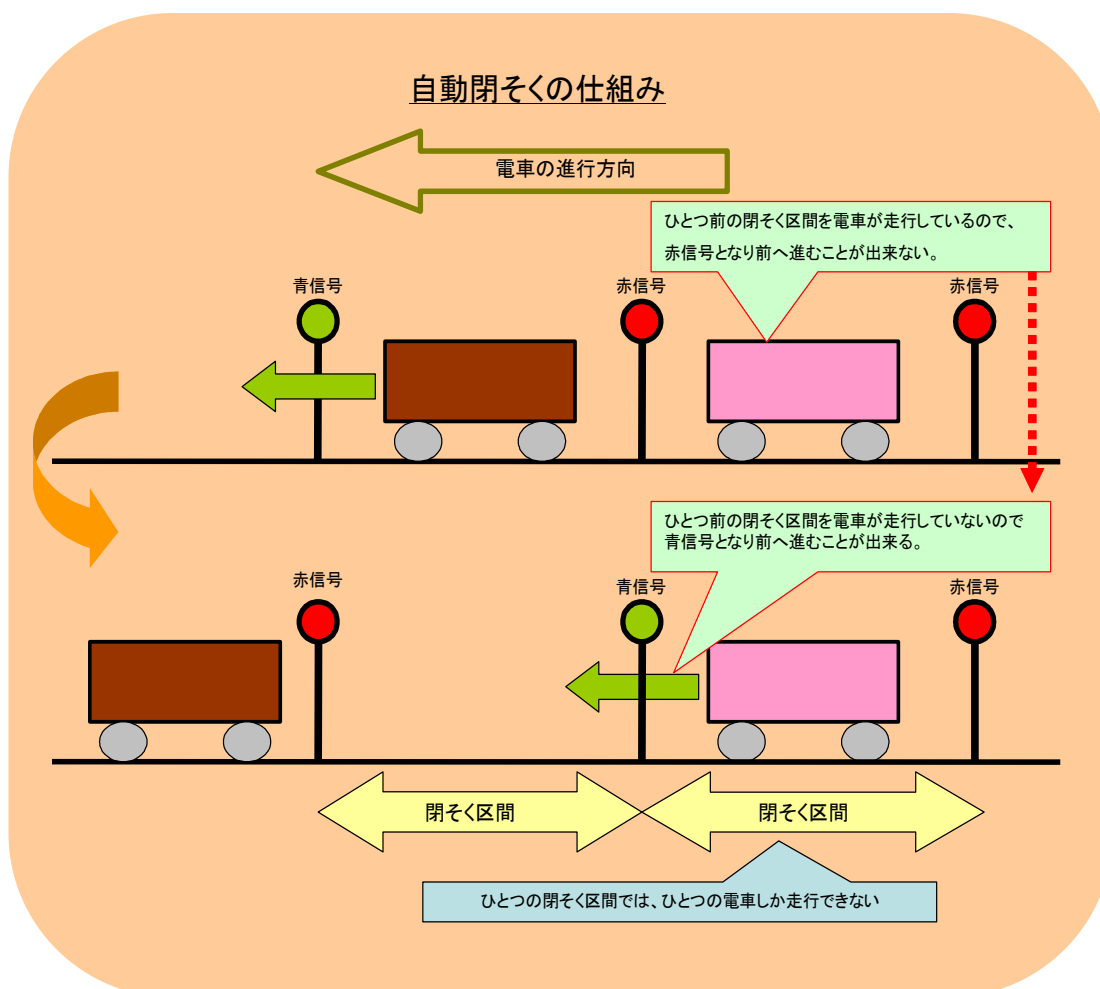 自動閉そくの仕組み
電車の進行方向
ひとつ前の閉そく区間を電車が走行しているので、
赤信号となり前へ進むことが出来ない。
青信号
赤信号
赤信号
ひとつ前の閉そく区間を電車が走行していないので
青信号となり前へ進むことが出来る。
赤信号
青信号
赤信号
閉そく区間
閉そく区間
ひとつの閉そく区間では、ひとつの電車しか走行できない